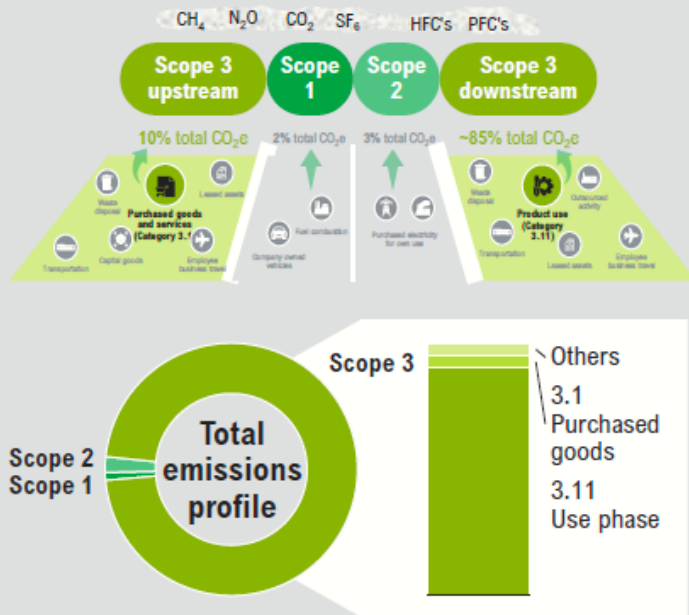 CH₄ N₂O CO₂ SF₆ HFC's PFC's
Scope 3
upstream
Scope
1
Scope
2
Scope 3
downstream
10% total CO₂e
2% total CO₂e
3% total CO₂e
~85% total CO₂e
Waste
disposal
Leased assets
Purchased goods
and services
(Category 3.1
Transportation
Capital goods
Employee
business travel
Fuel combustion
Company owned
vehicles
Purchased electricity
for own use
Waste
disposal
Outsourced
activity
Product use
(Category
3.11)
Transportation
Leased assets
Employee
business travel
Scope 3
Others
3.1
Purchased
goods
3.11
Use phase
Total
emissions
profile
Scope 2
Scope 1